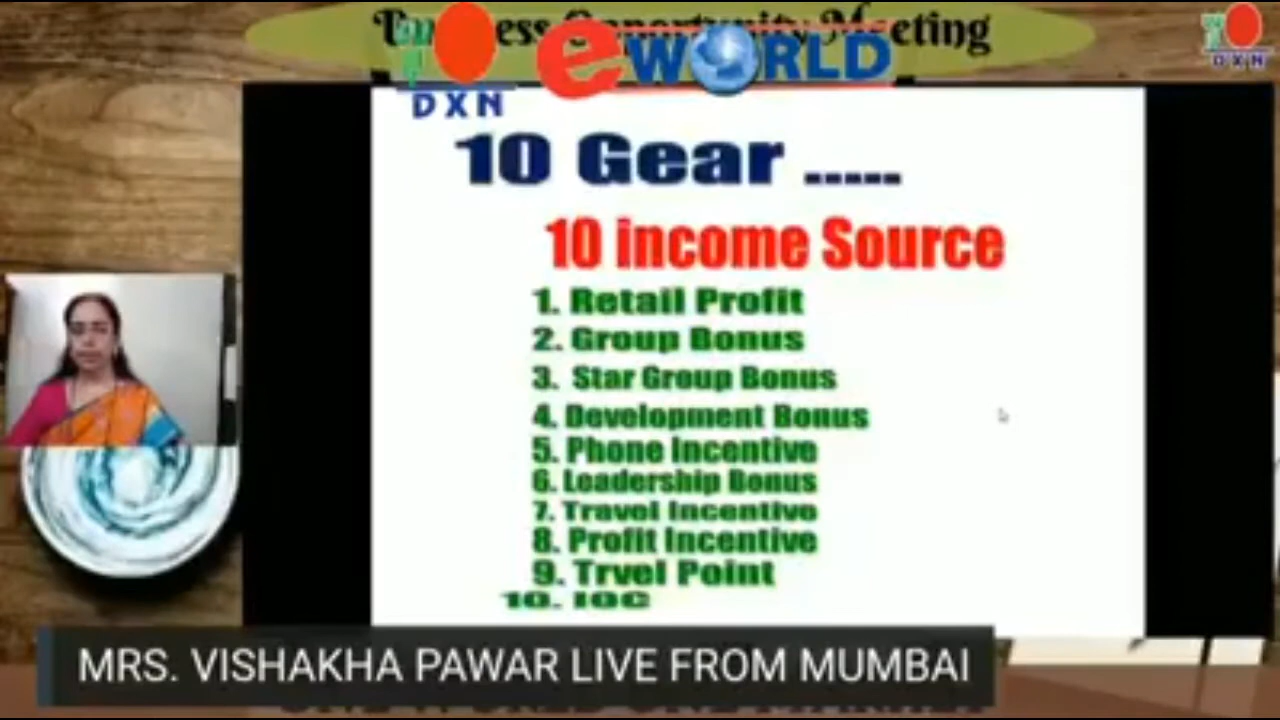 Opportunity Meeting
eWORLD
DXN
DXN
10 Gear .....
10 income Source
1. Retail Profit
2. Group Bonus
3. Star Group Bonus
4. Development Bonus
5. Phone Incentive
6. Leadership Bonus
7. Travel Incentive
8. Profit Incentive
9. Trvel Point
10. IOC
MRS. VISHAKHA PAWAR LIVE FROM MUMBAI